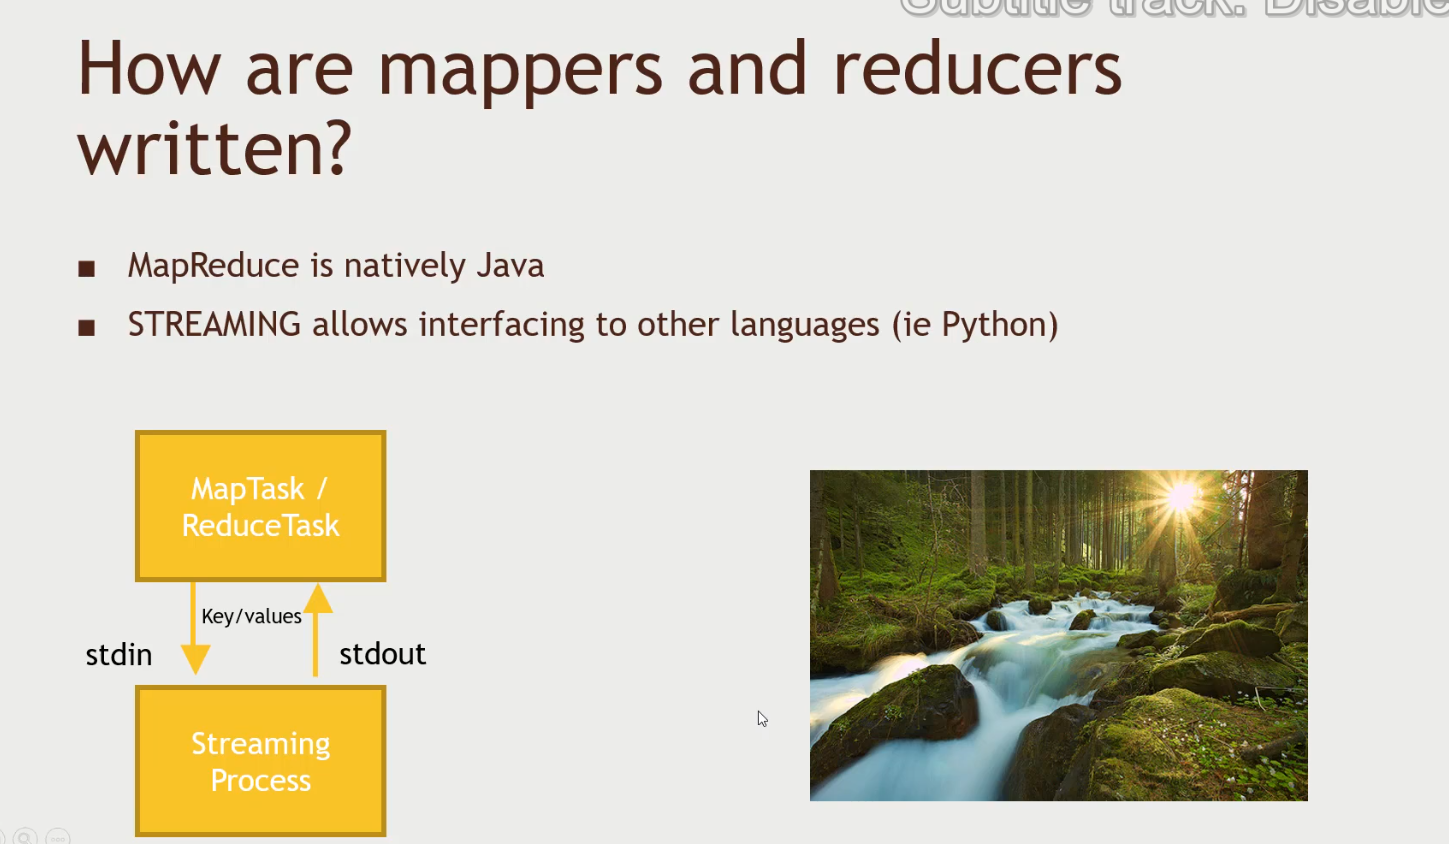 Subtitle track: Disable
How are mappers and reducers
written?
MapReduce is natively Java
STREAMING allows interfacing to other languages (ie Python)
MapTask /
ReduceTask
Key/values
stdin
stdout
Streaming
Process